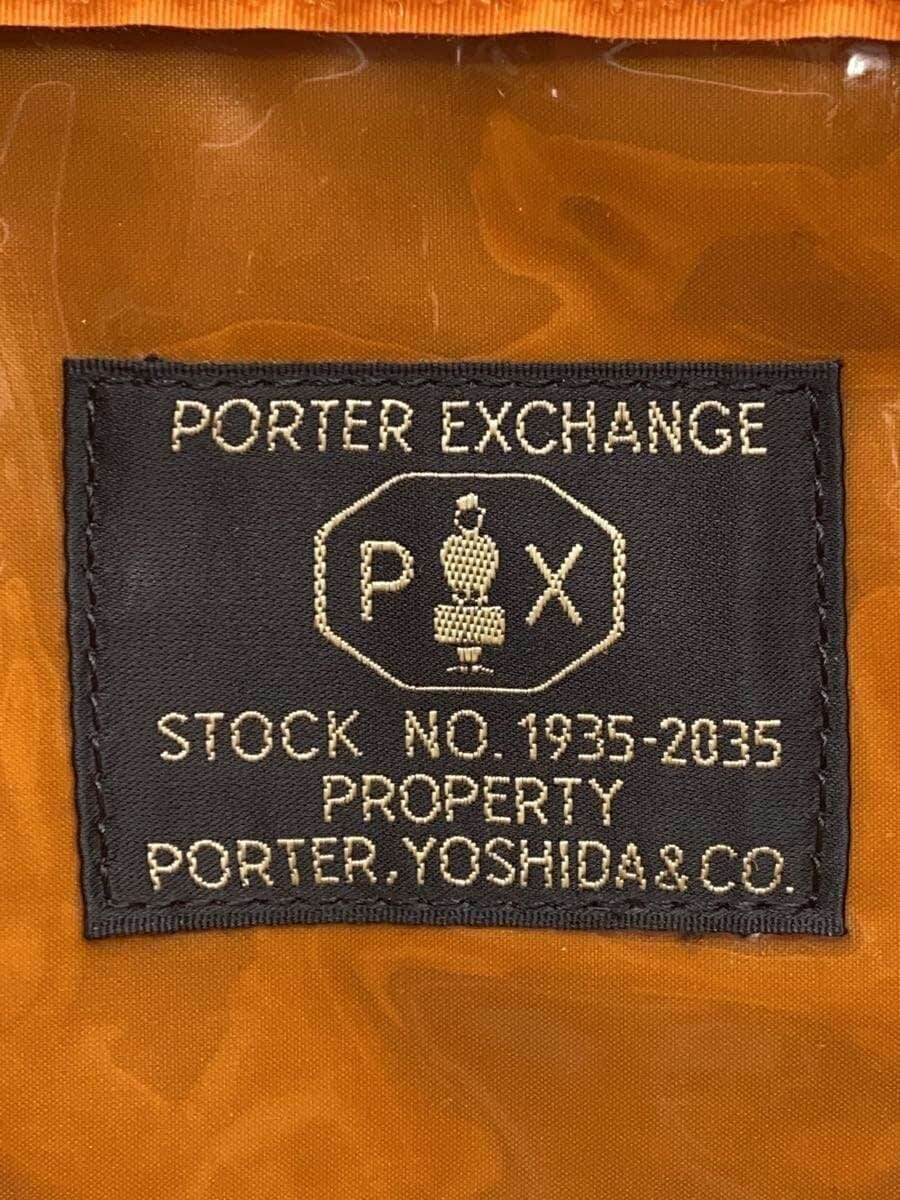 PORTER EXCHANGE
P X
STOCK NO. 1935-2035
PROPERTY
PORTER, YOSHIDA & CO.